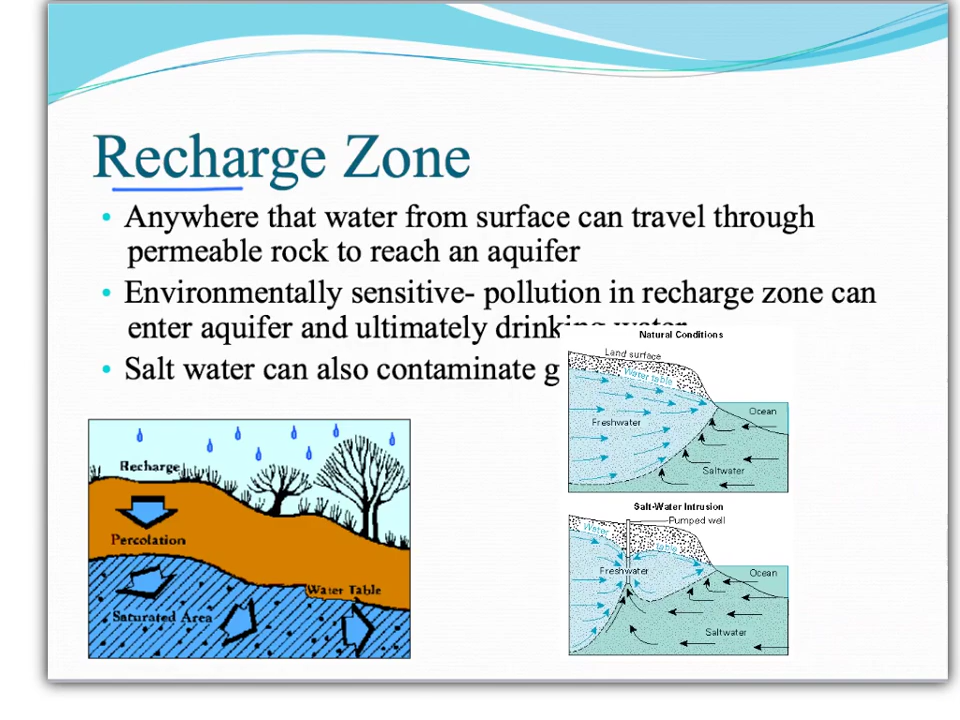 Recharge Zone
• Anywhere that water from surface can travel through
permeable rock to reach an aquifer
• Environmentally sensitive- pollution in recharge zone can
enter aquifer and ultimately drinking water
• Salt water can also contaminate g
Recharge
Percolation
Water Table
Saturated Area
Natural Conditions
Land surface
Water table
Ocean
Freshwater
Saltwater
Salt-Water Intrusion
Pumped well
Water table
Freshwater
Ocean
Saltwater